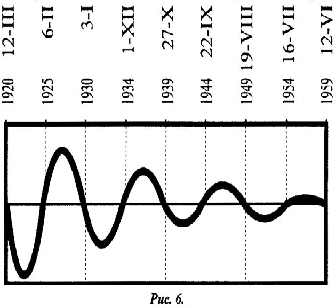 12-III 6-II 3-I 1-XII 27-X 22-IX 19-VIII 16-VII 12-VI
1920 1925 1930 1934 1939 1944 1949 1954 1959
Рис. 6.